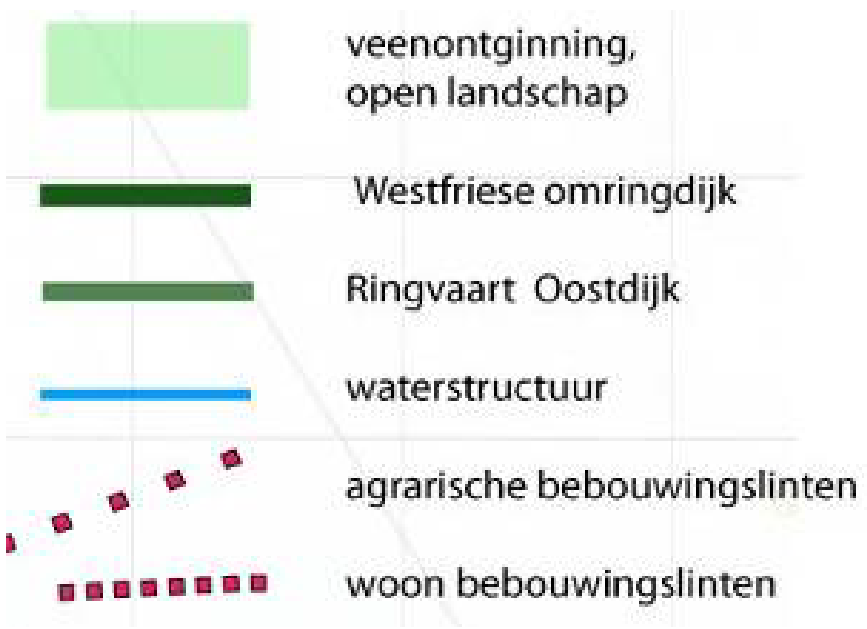 veenontginning,
open landschap
Westfriese omringdijk
Ringvaart Oostdijk
waterstructuur
agrarische bebouwingslinten
woon bebouwingslinten